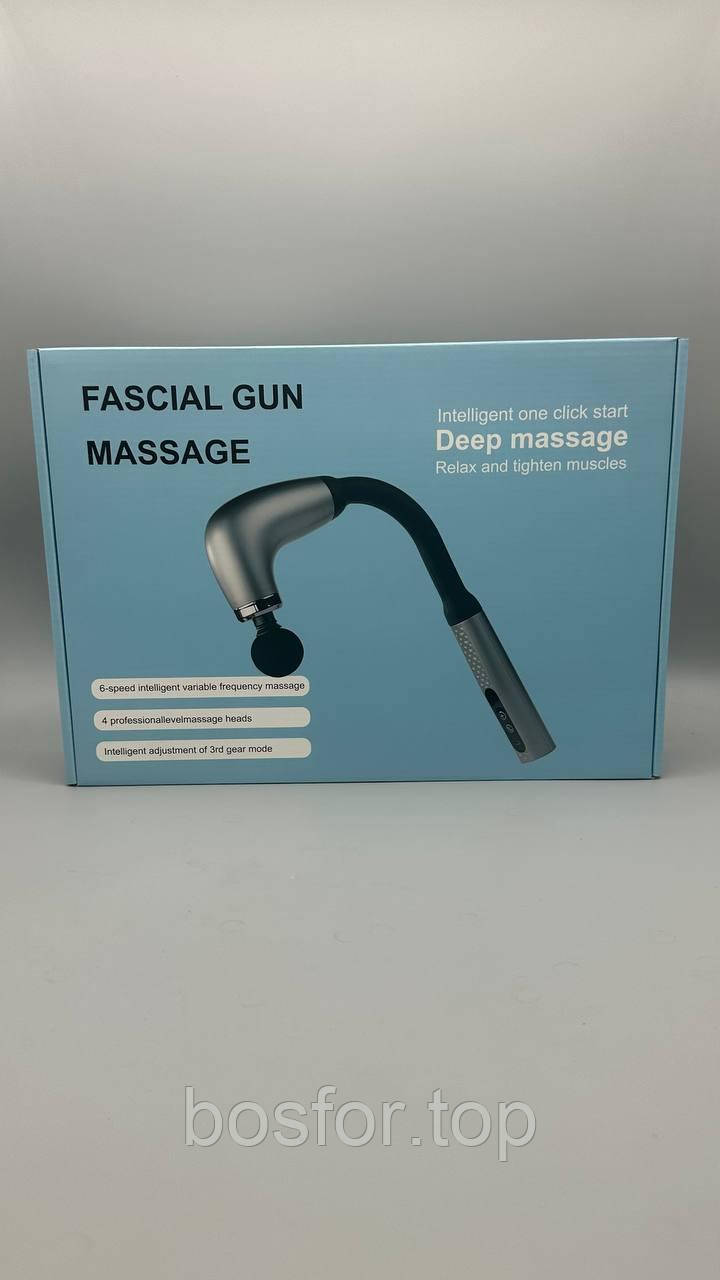 FASCIAL GUN
MASSAGE
Intelligent one click start
Deep massage
Relax and tighten muscles
6-speed intelligent variable frequency massage
4 professionallevelmassage heads
Intelligent adjustment of 3rd gear mode
bosfor.top